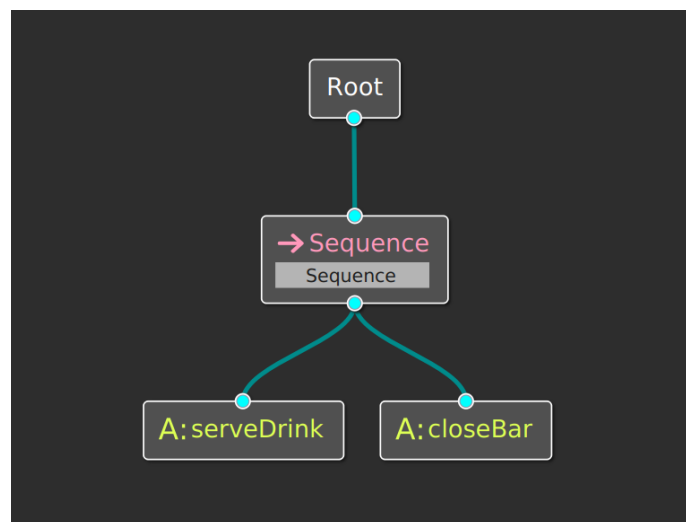 Root
→ Sequence
Sequence
A: serveDrink
A: closeBar